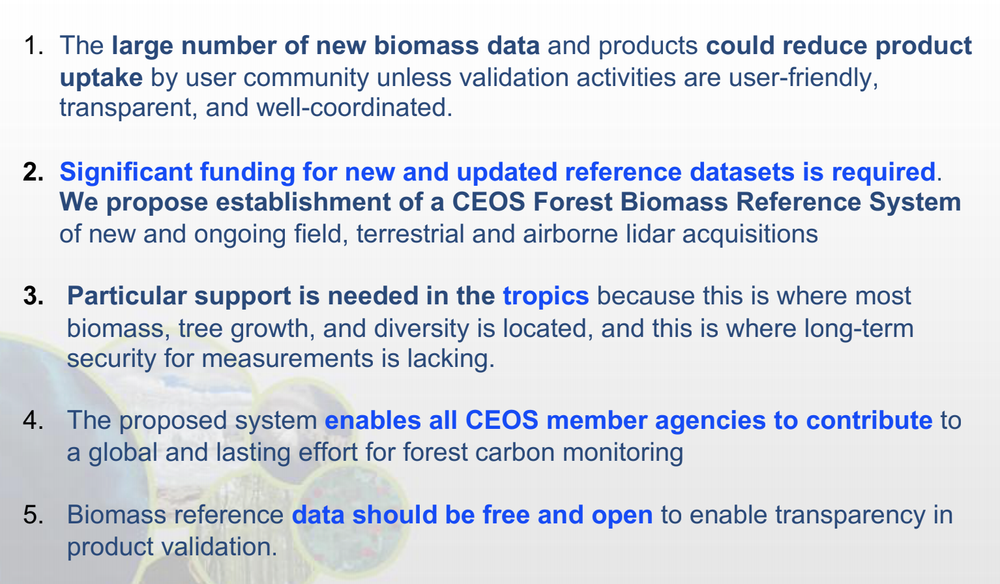 1. The large number of new biomass data and products could reduce product
uptake by user community unless validation activities are user-friendly,
transparent, and well-coordinated.
2. Significant funding for new and updated reference datasets is required.
We propose establishment of a CEOS Forest Biomass Reference System
of new and ongoing field, terrestrial and airborne lidar acquisitions
3. Particular support is needed in the tropics because this is where most
biomass, tree growth, and diversity is located, and this is where long-term
security for measurements is lacking.
4. The proposed system enables all CEOS member agencies to contribute to
a global and lasting effort for forest carbon monitoring
5. Biomass reference data should be free and open to enable transparency in
product validation.